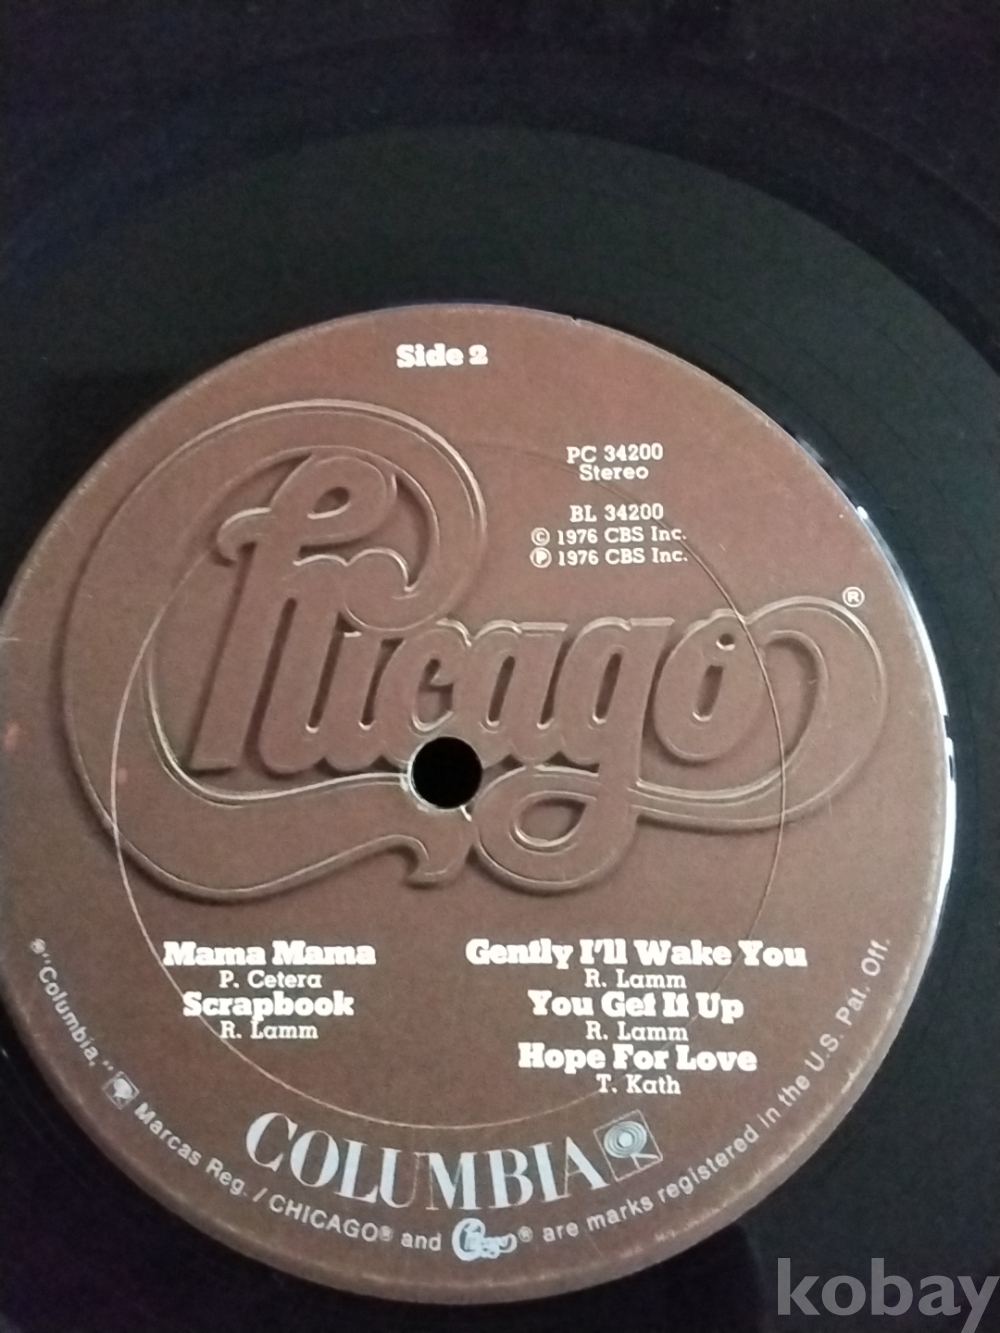 Side 2
PC 34200
Stereo
BL 34200
© 1976 CBS Inc.
℗ 1976 CBS Inc.
Chicago®
Mama Mama
P. Cetera
Scrapbook
R. Lamm
Gently I'll Wake You
R. Lamm
You Get It Up
R. Lamm
Hope For Love
T. Kath
COLUMBIA
®"Columbia," Marcas Reg. / CHICAGO® and Chicago® are marks registered in the U.S. Pat. Off.
kobay